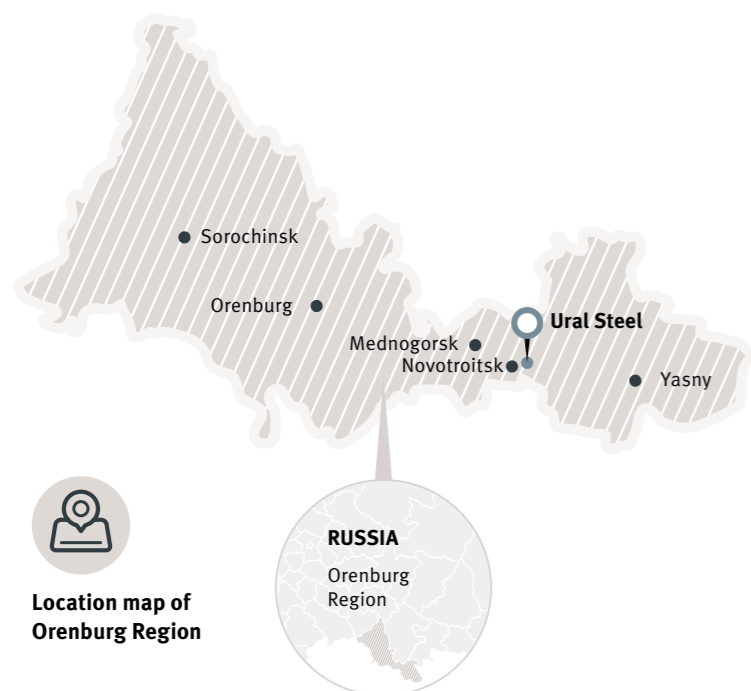 Sorochinsk
Orenburg
Ural Steel
Mednogorsk
Novotroitsk
Yasny
RUSSIA
Orenburg
Region
Location map of
Orenburg Region